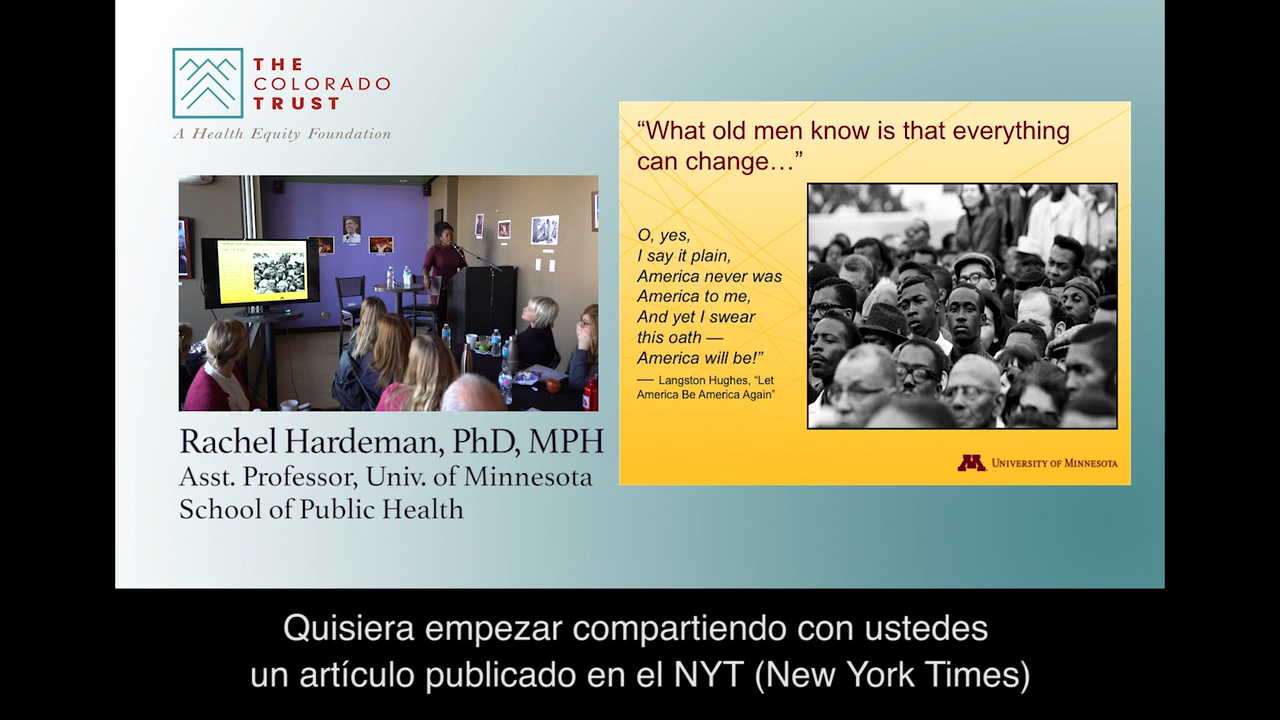 THE
COLORADO
TRUST
A Health Equity Foundation
Rachel Hardeman, PhD, MPH
Asst. Professor, Univ. of Minnesota
School of Public Health
“What old men know is that everything
can change…”
O, yes,
I say it plain,
America never was
America to me,
And yet I swear
this oath —
America will be!”
— Langston Hughes, “Let
America Be America Again”
UNIVERSITY OF MINNESOTA
Quisiera empezar compartiendo con ustedes
un artículo publicado en el NYT (New York Times)